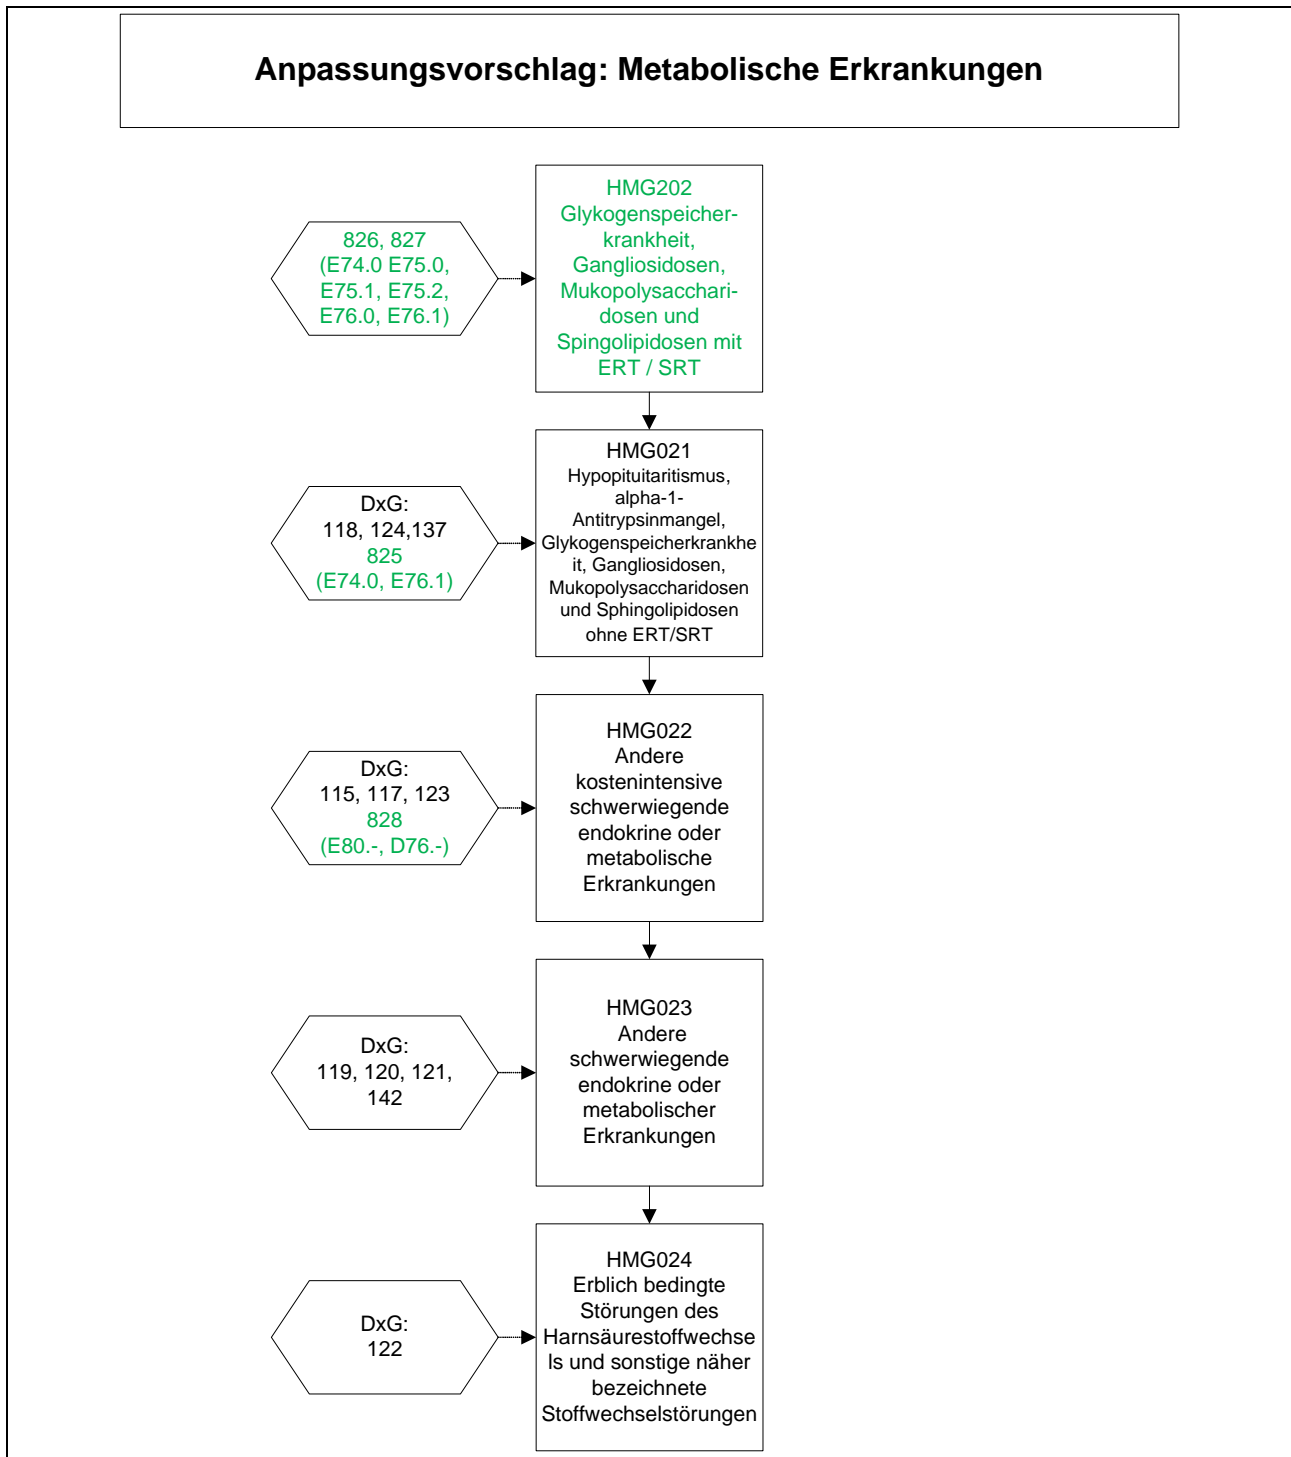 Anpassungsvorschlag: Metabolische Erkrankungen
826, 827
(E74.0 E75.0,
E75.1, E75.2,
E76.0, E76.1)
HMG202
Glykogenspeicher-
krankheit,
Gangliosidosen,
Mukopolysacchari-
dosen und
Spingolipidosen mit
ERT / SRT
DxG:
118, 124,137
825
(E74.0, E76.1)
HMG021
Hypopituitaritismus,
alpha-1-
Antitrypsinmangel,
Glykogenspeicherkrankhe
it, Gangliosidosen,
Mukopolysaccharidosen
und Sphingolipidosen
ohne ERT/SRT
DxG:
115, 117, 123
828
(E80.-, D76.-)
HMG022
Andere
kostenintensive
schwerwiegende
endokrine oder
metabolische
Erkrankungen
DxG:
119, 120, 121,
142
HMG023
Andere
schwerwiegende
endokrine oder
metabolischer
Erkrankungen
DxG:
122
HMG024
Erblich bedingte
Störungen des
Harnsäurestoffwechse
ls und sonstige näher
bezeichnete
Stoffwechselstörungen